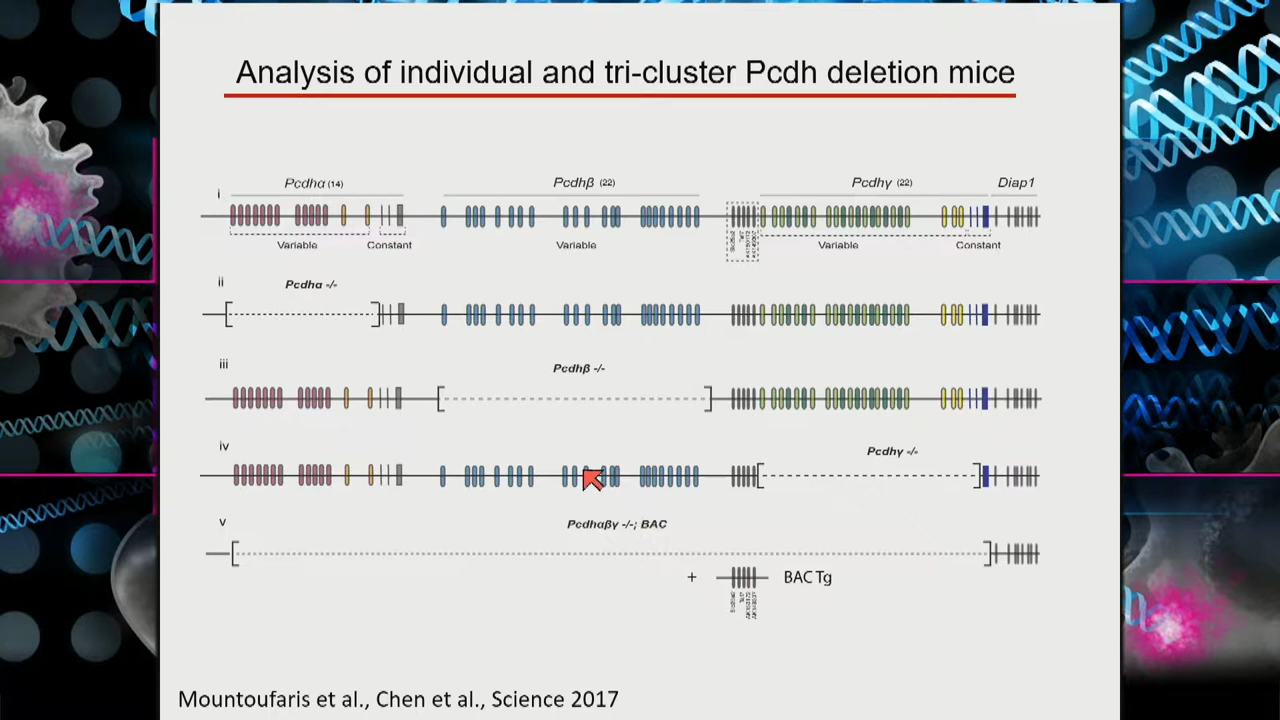 Analysis of individual and tri-cluster Pcdh deletion mice
i
Pcdhα (14)
Pcdhβ (22)
Pcdhγ (22)
Diap1
Variable
Constant
Variable
Variable
Constant
ii
Pcdhα -/-
iii
Pcdhβ -/-
iv
Pcdhγ -/-
v
Pcdhαβγ -/-; BAC
+
BAC Tg
Mountoufaris et al., Chen et al., Science 2017